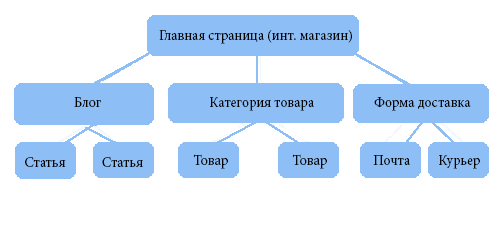 Главная страница (инт. магазин)
Блог
Категория товара
Форма доставка
Статья
Статья
Товар
Товар
Почта
Курьер